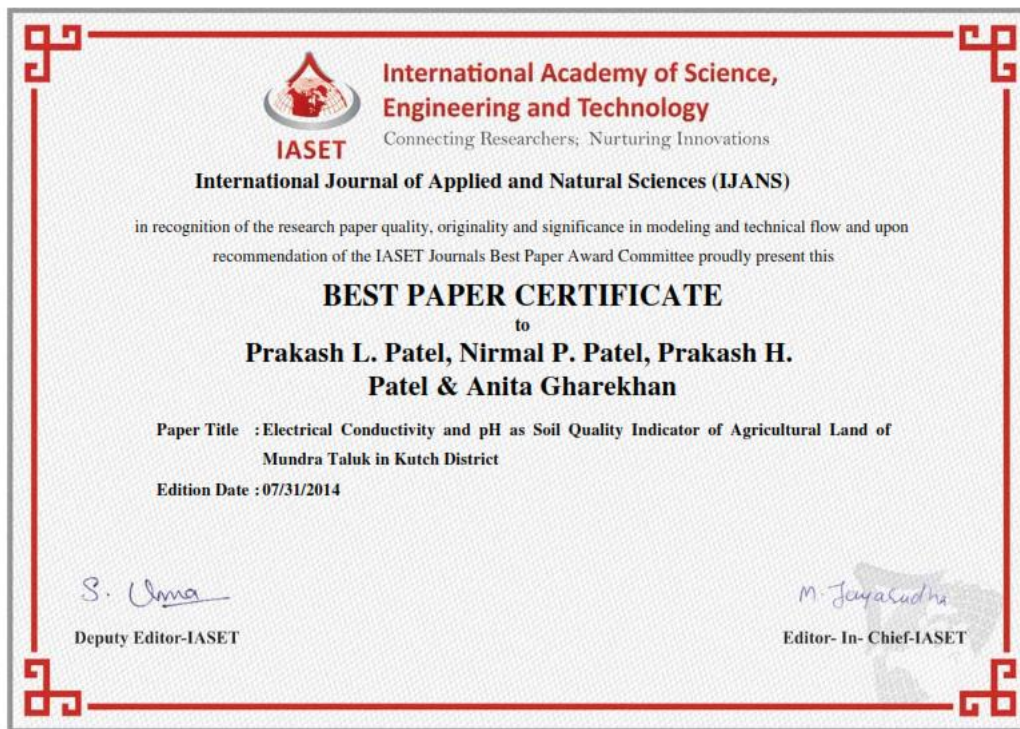 International Academy of Science,
Engineering and Technology
Connecting Researchers; Nurturing Innovations
IASET
International Journal of Applied and Natural Sciences (IJANS)
in recognition of the research paper quality, originality and significance in modeling and technical flow and upon
recommendation of the IASET Journals Best Paper Award Committee proudly present this
BEST PAPER CERTIFICATE
to
Prakash L. Patel, Nirmal P. Patel, Prakash H.
Patel & Anita Gharekhan
Paper Title : Electrical Conductivity and pH as Soil Quality Indicator of Agricultural Land of
Mundra Taluk in Kutch District
Edition Date : 07/31/2014
S. Uma
M. Jayasudha
Deputy Editor-IASET
Editor- In- Chief-IASET